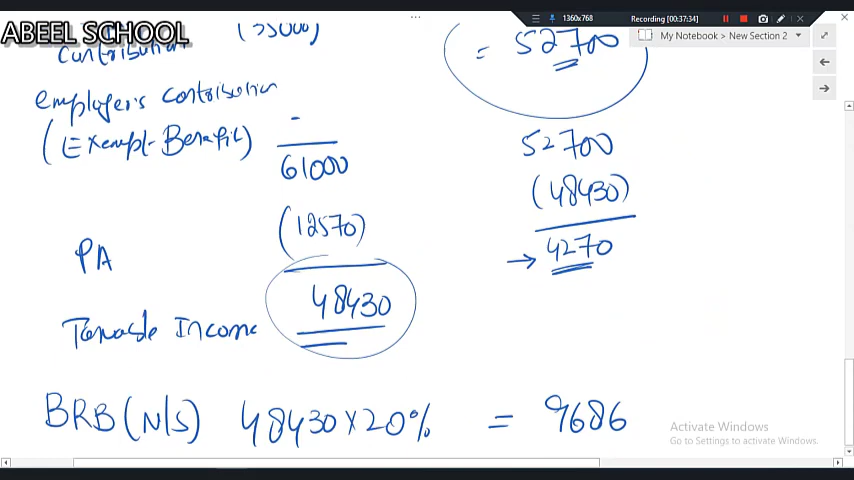 1360x768
Recording [00:37:34]
ABEEL SCHOOL
My Notebook > New Section 2
contribution (35000)
= 52700
employer's contribution
(Exempt Benefit) -
61000
52700
(48430)
4270
PA (12570)
Taxable Income 48430
BRB (N/S) 48430 x 20% = 9686
Activate Windows
Go to Settings to activate Windows.